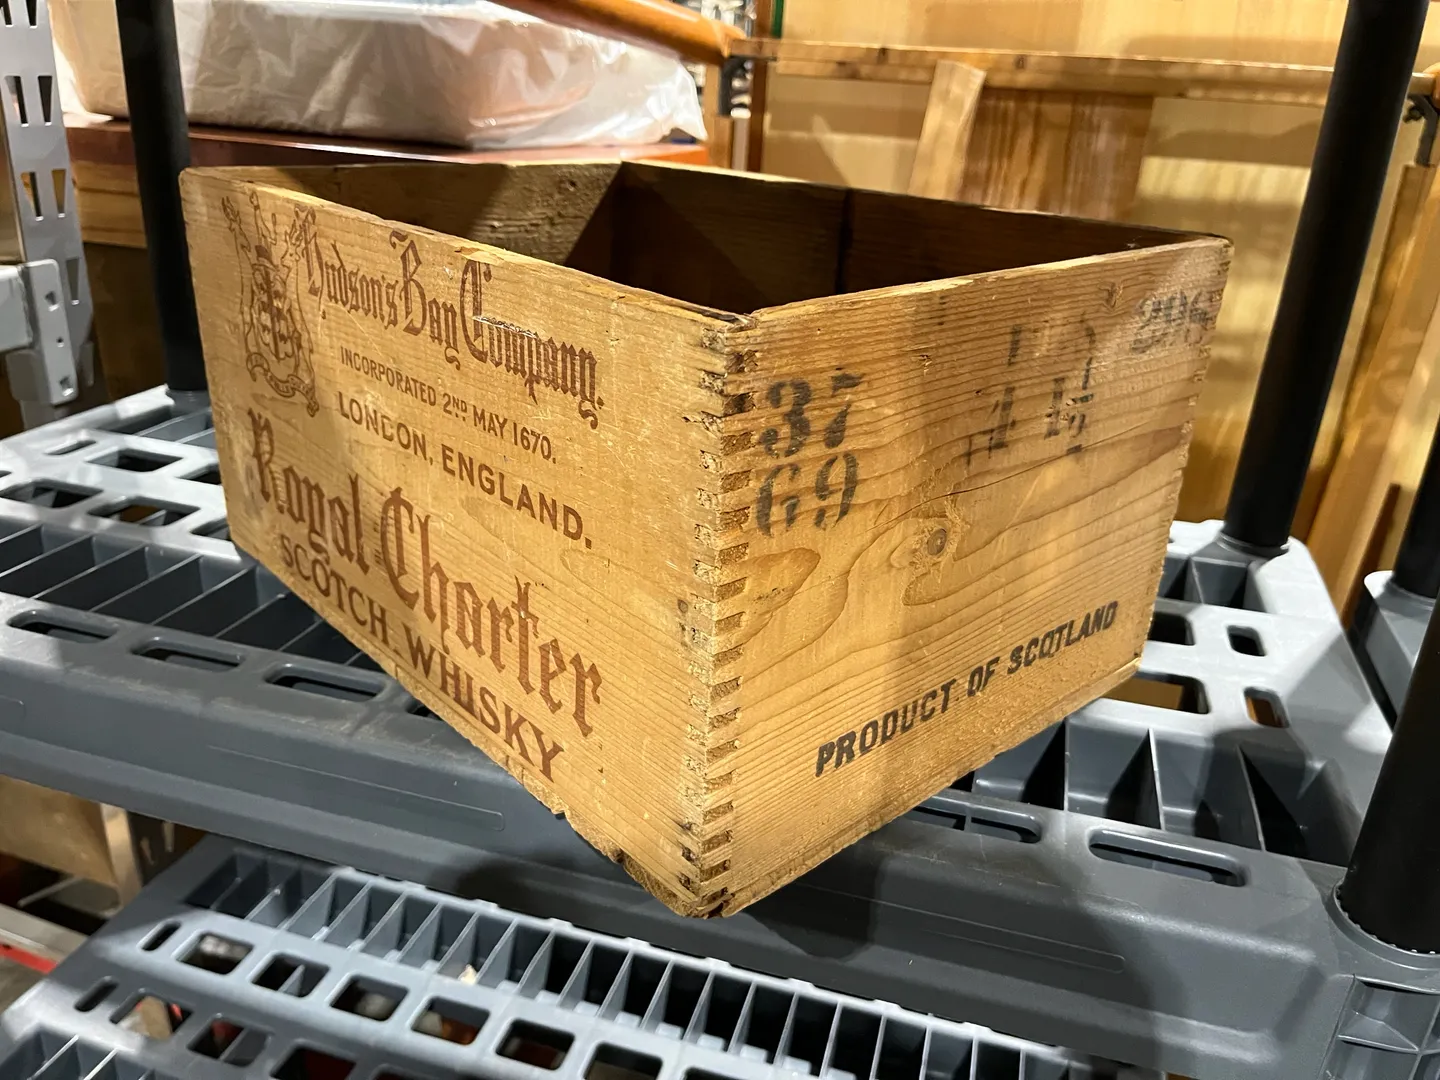 Hudson's Bay Company.
INCORPORATED 2ND MAY 1670.
LONDON, ENGLAND.
Royal Charter
SCOTCH WHISKY
37
69
PRODUCT OF SCOTLAND